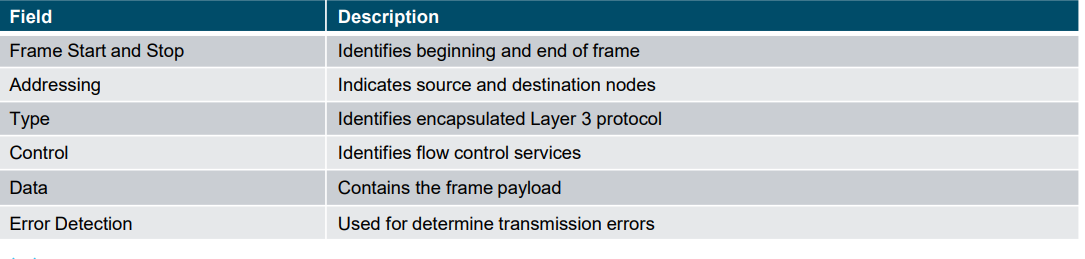 Field Description
Frame Start and Stop Identifies beginning and end of frame
Addressing Indicates source and destination nodes
Type Identifies encapsulated Layer 3 protocol
Control Identifies flow control services
Data Contains the frame payload
Error Detection Used for determine transmission errors